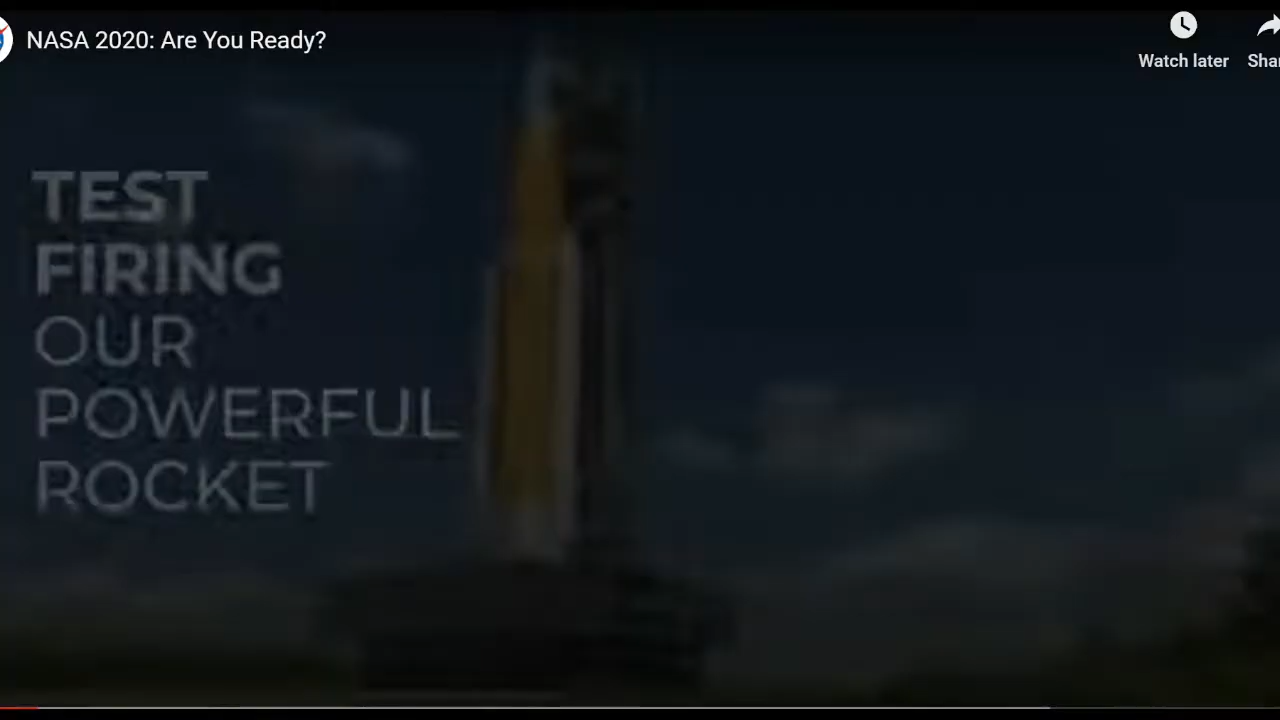 NASA 2020: Are You Ready?
Watch later
TEST
FIRING
OUR
POWERFUL
ROCKET